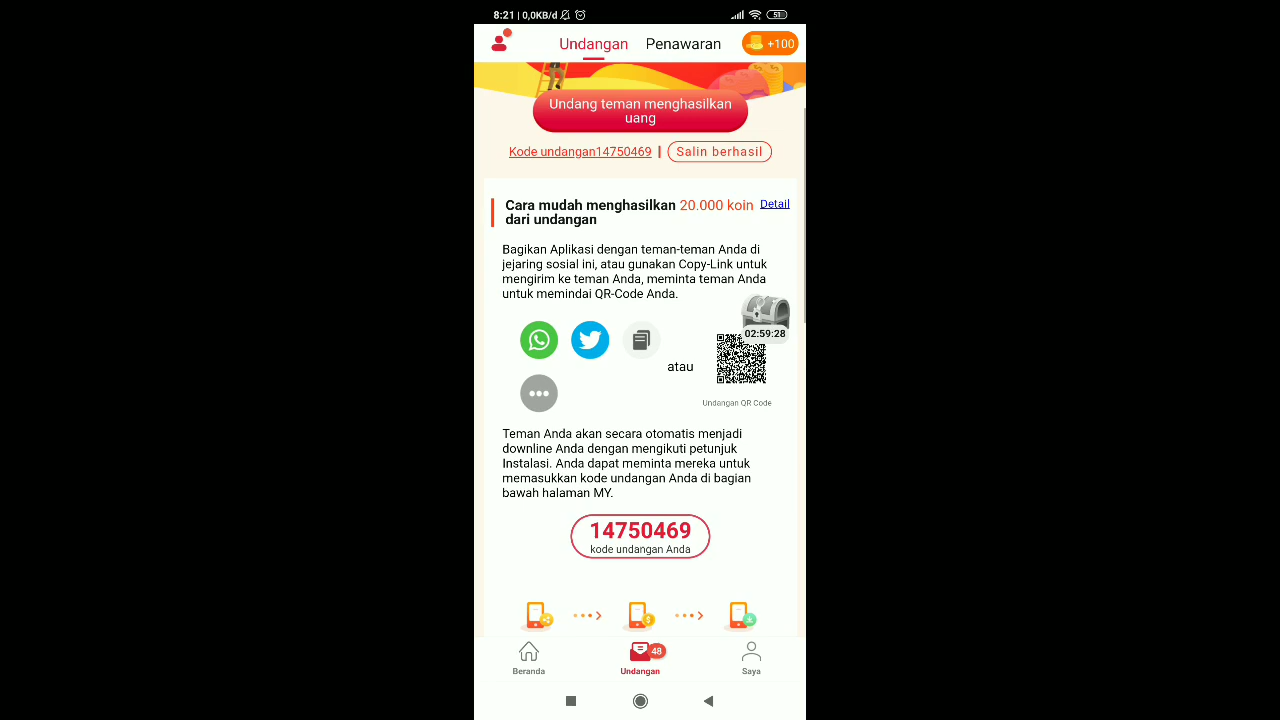 8:21 | 0,0KB/d
51
Undangan
Penawaran
+100
Undang teman menghasilkan
uang
Kode undangan14750469
Salin berhasil
Cara mudah menghasilkan 20.000 koin
dari undangan
Detail
Bagikan Aplikasi dengan teman-teman Anda di
jejaring sosial ini, atau gunakan Copy-Link untuk
mengirim ke teman Anda, meminta teman Anda
untuk memindai QR-Code Anda.
02:59:28
atau
Undangan QR Code
Teman Anda akan secara otomatis menjadi
downline Anda dengan mengikuti petunjuk
Instalasi. Anda dapat meminta mereka untuk
memasukkan kode undangan Anda di bagian
bawah halaman MY.
14750469
kode undangan Anda
48
Beranda
Undangan
Saya